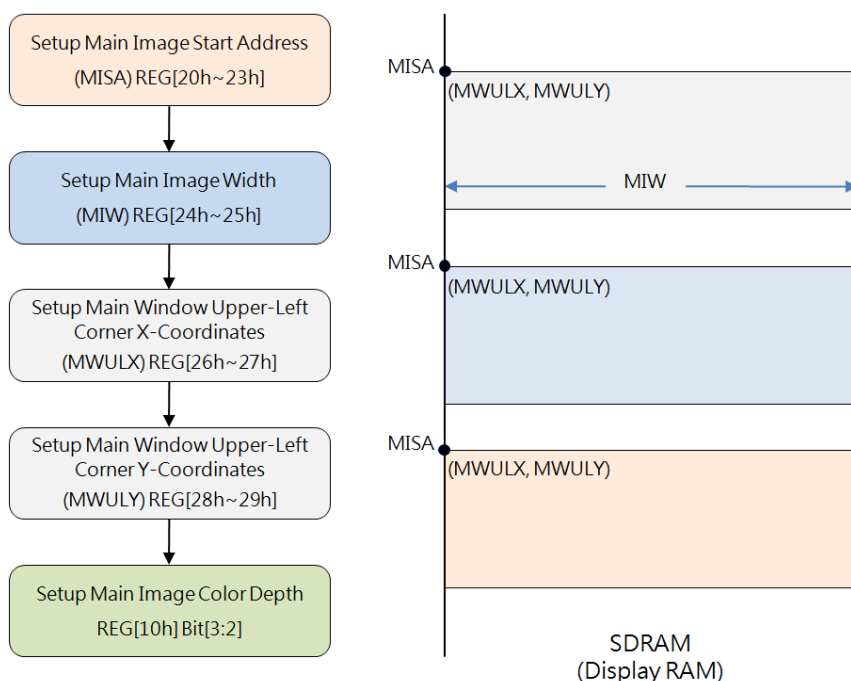 Setup Main Image Start Address
(MISA) REG[20h~23h]
Setup Main Image Width
(MIW) REG[24h~25h]
Setup Main Window Upper-Left
Corner X-Coordinates
(MWULX) REG[26h~27h]
Setup Main Window Upper-Left
Corner Y-Coordinates
(MWULY) REG[28h~29h]
Setup Main Image Color Depth
REG[10h] Bit[3:2]
MISA
(MWULX, MWULY)
MIW
MISA
(MWULX, MWULY)
MISA
(MWULX, MWULY)
SDRAM
(Display RAM)